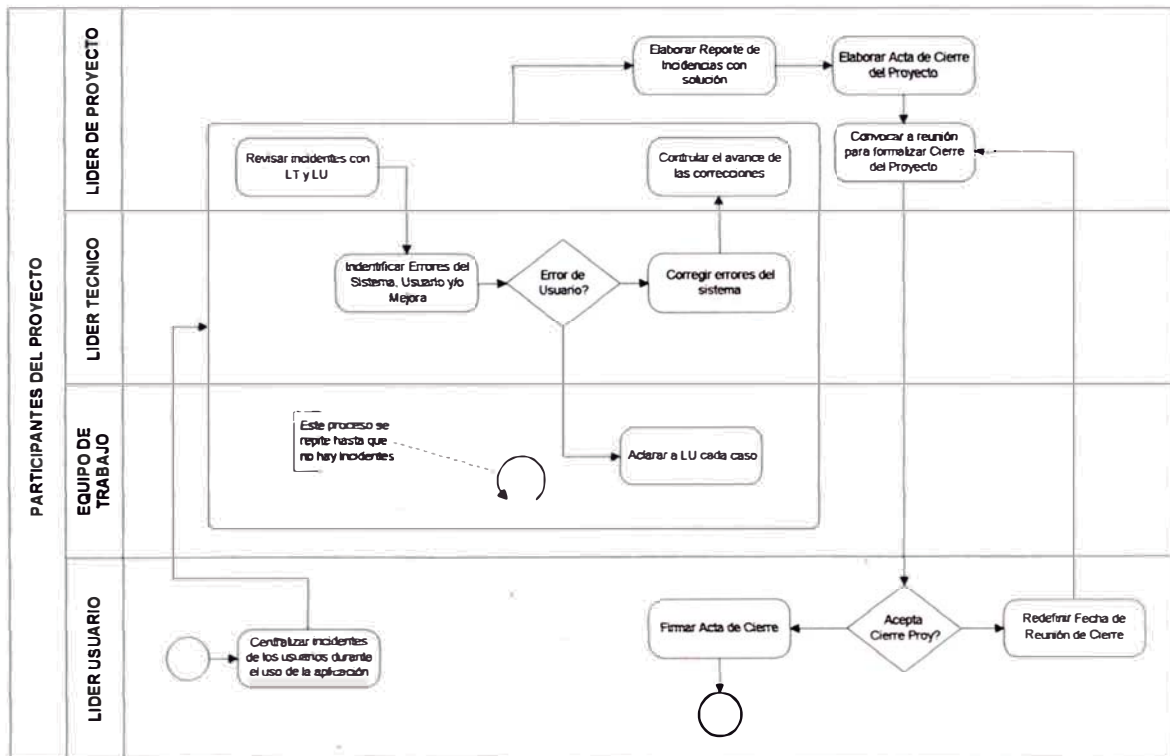 PARTICIPANTES DEL PROYECTO
LIDER DE PROYECTO
Elaborar Reporte de
Incidencias con
solución
Elaborar Acta de Cierre
del Proyecto
Revisar incidentes con
LT y LU
Controlar el avance de
las correcciones
Convocar a reunión
para formalizar Cierre
del Proyecto
LIDER TECNICO
Indentificar Errores del
Sistema, Usuario y/o
Mejora
Error de
Usuario?
Corregir errores del
sistema
EQUIPO DE
TRABAJO
Este proceso se
repite hasta que
no hay incidentes
Aclarar a LU cada caso
LIDER USUARIO
Centralizar incidentes
de los usuarios durante
el uso de la aplicación
Firmar Acta de Cierre
Acepta
Cierre Proy?
Redefinir Fecha de
Reunión de Cierre